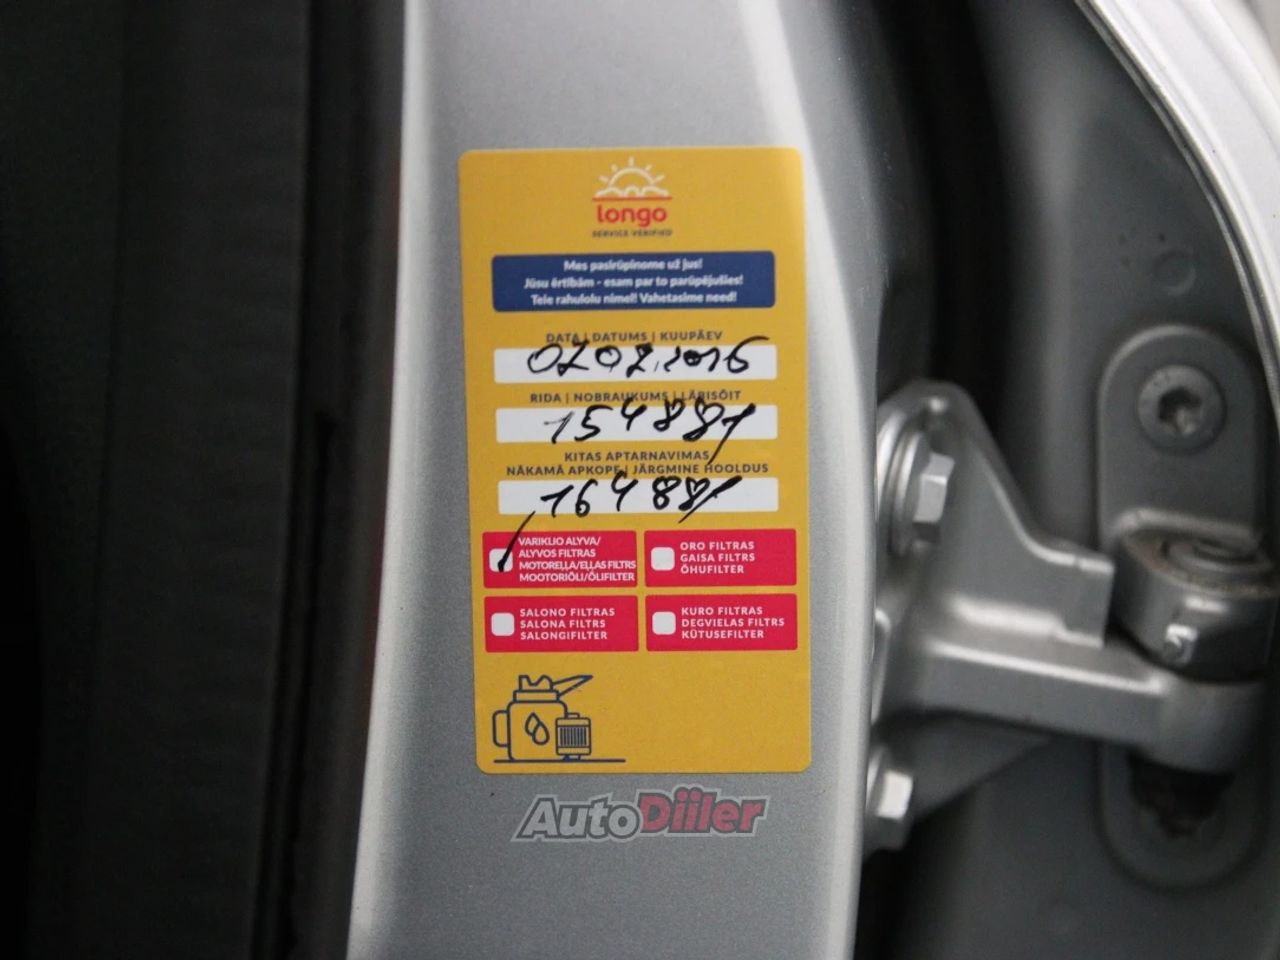 longo
SERVICE VERIFIED
Mes pasirūpinome už jus!
Jūsu ērtībām - esam par to parūpējušies!
Teie rahulolu nimel! Vahetasime need!
DATA | DATUMS | KUUPÄEV
RIDA | NOBRAUKUMS | LÄBISÕIT
154881
KITAS APTARNAVIMAS
NĀKAMĀ APKOPE | JÄRGMINE HOOLDUS
164881
VARIKLIO ALYVA/
ALYVOS FILTRAS
MOTOREĻĻA/EĻĻAS FILTRS
MOOTORIÕLI/ÕLIFILTER
ORO FILTRAS
GAISA FILTRS
ÕHUFILTER
SALONO FILTRAS
SALONA FILTRS
SALONGIFILTER
KURO FILTRAS
DEGVIELAS FILTRS
KÜTUSEFILTER
AutoDiiler